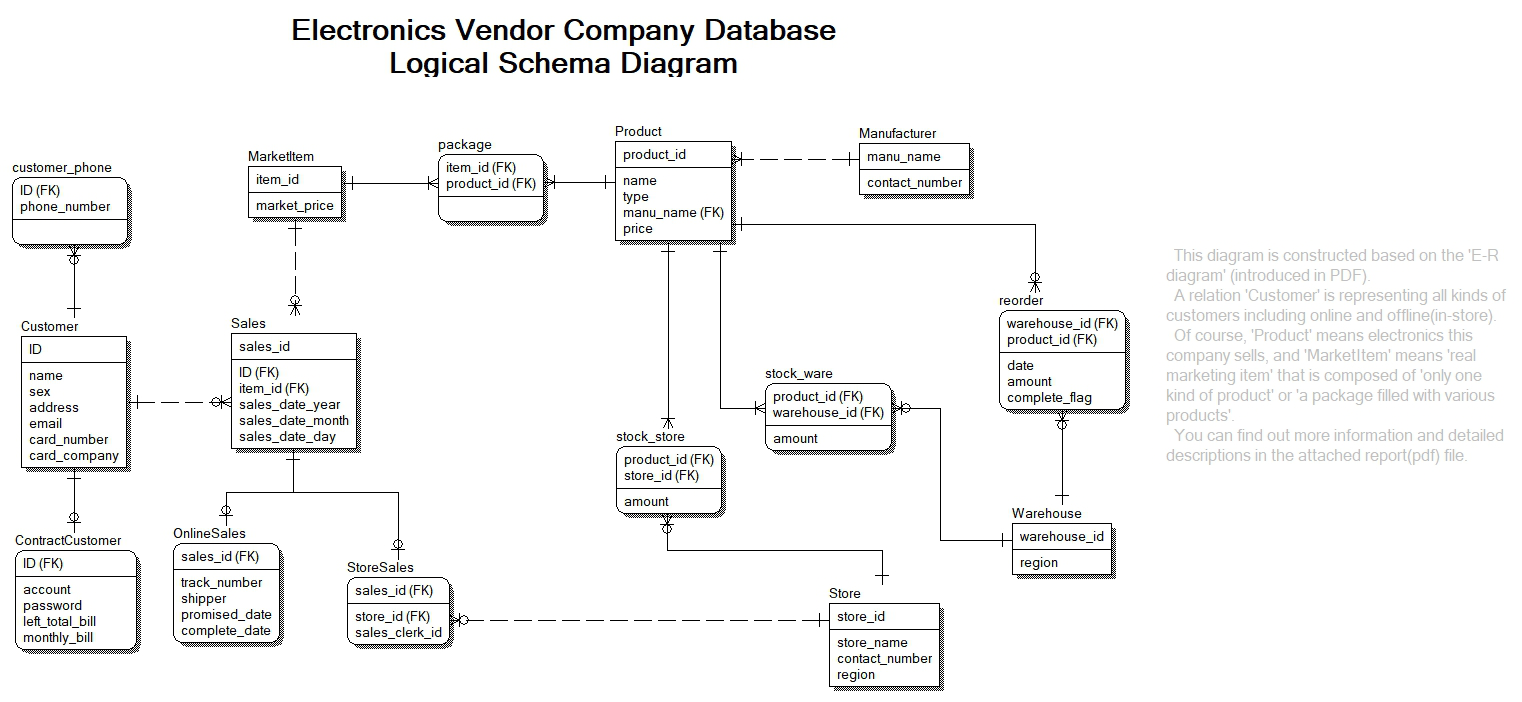 Electronics Vendor Company Database
Logical Schema Diagram
customer_phone
ID (FK)
phone_number
MarketItem
item_id
market_price
package
item_id (FK)
product_id (FK)
Product
product_id
name
type
manu_name (FK)
price
Manufacturer
manu_name
contact_number
Customer
ID
name
sex
address
email
card_number
card_company
Sales
sales_id
ID (FK)
item_id (FK)
sales_date_year
sales_date_month
sales_date_day
stock_store
product_id (FK)
store_id (FK)
amount
stock_ware
product_id (FK)
warehouse_id (FK)
amount
reorder
warehouse_id (FK)
product_id (FK)
date
amount
complete_flag
ContractCustomer
ID (FK)
account
password
left_total_bill
monthly_bill
OnlineSales
sales_id (FK)
track_number
shipper
promised_date
complete_date
StoreSales
sales_id (FK)
store_id (FK)
sales_clerk_id
Store
store_id
store_name
contact_number
region
Warehouse
warehouse_id
region
This diagram is constructed based on the 'E-R
diagram' (introduced in PDF).
A relation 'Customer' is representing all kinds of
customers including online and offline(in-store).
Of course, 'Product' means electronics this
company sells, and 'MarketItem' means 'real
marketing item' that is composed of 'only one
kind of product' or 'a package filled with various
products'.
You can find out more information and detailed
descriptions in the attached report(pdf) file.